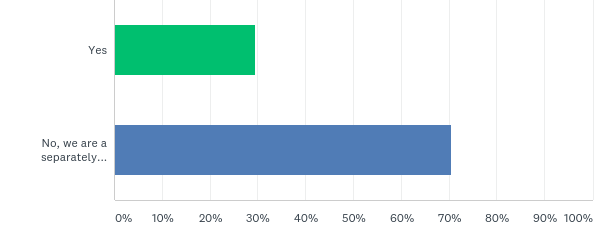 Yes
No, we are a
separately...
0% 10% 20% 30% 40% 50% 60% 70% 80% 90% 100%